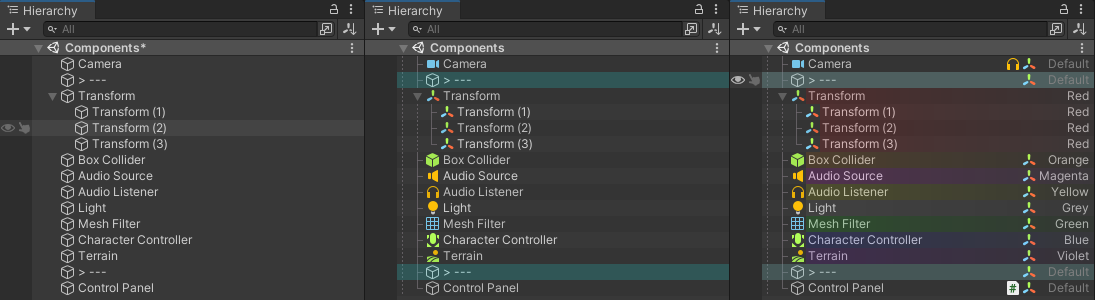 Hierarchy
All
Components*
Camera
> ---
Transform
Transform (1)
Transform (2)
Transform (3)
Box Collider
Audio Source
Audio Listener
Light
Mesh Filter
Character Controller
Terrain
> ---
Control Panel
Hierarchy
All
Components
Camera
> ---
Transform
Transform (1)
Transform (2)
Transform (3)
Box Collider
Audio Source
Audio Listener
Light
Mesh Filter
Character Controller
Terrain
> ---
Control Panel
Hierarchy
All
Components
Camera Default
> --- Default
Transform Red
Transform (1) Red
Transform (2) Red
Transform (3) Red
Box Collider Orange
Audio Source Magenta
Audio Listener Yellow
Light Grey
Mesh Filter Green
Character Controller Blue
Terrain Violet
> --- Default
Control Panel # Default